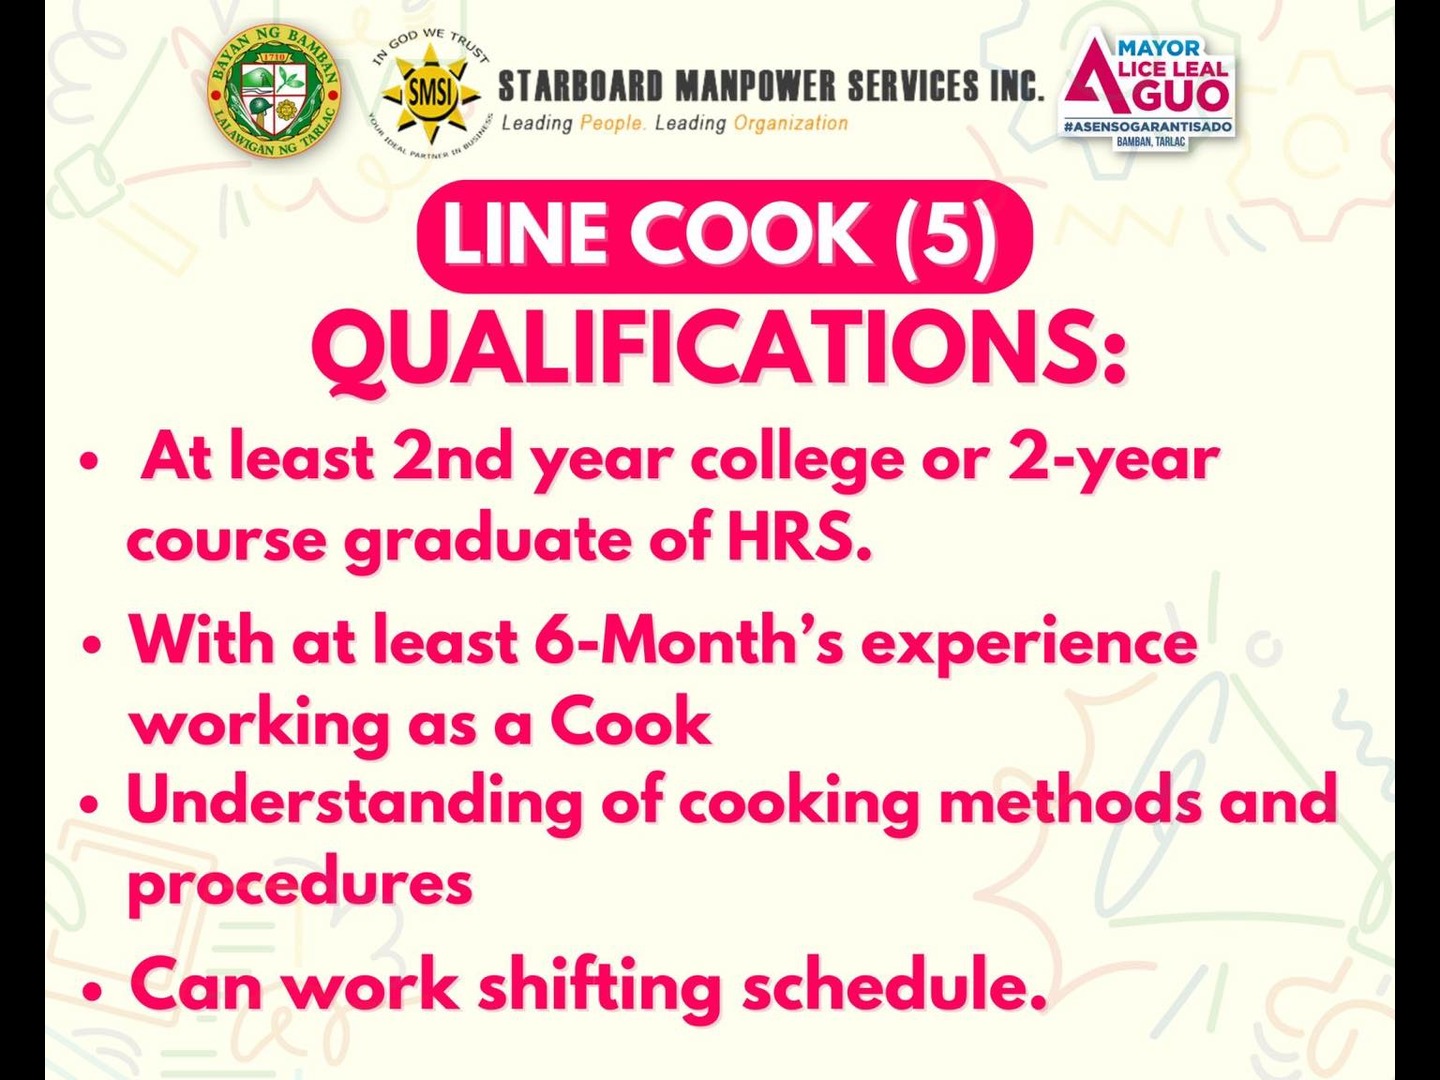 BAYAN NG BAMBAN
1710
LALAWIGAN NG TARLAC
IN GOD WE TRUST
SMSI
YOUR IDEAL PARTNER IN BUSINESS
STARBOARD MANPOWER SERVICES INC.
Leading People. Leading Organization
MAYOR
ALICE LEAL
GUO
#ASENSOGARANTISADO
BAMBAN, TARLAC
LINE COOK (5)
QUALIFICATIONS:
• At least 2nd year college or 2-year
course graduate of HRS.
• With at least 6-Month’s experience
working as a Cook
• Understanding of cooking methods and
procedures
• Can work shifting schedule.